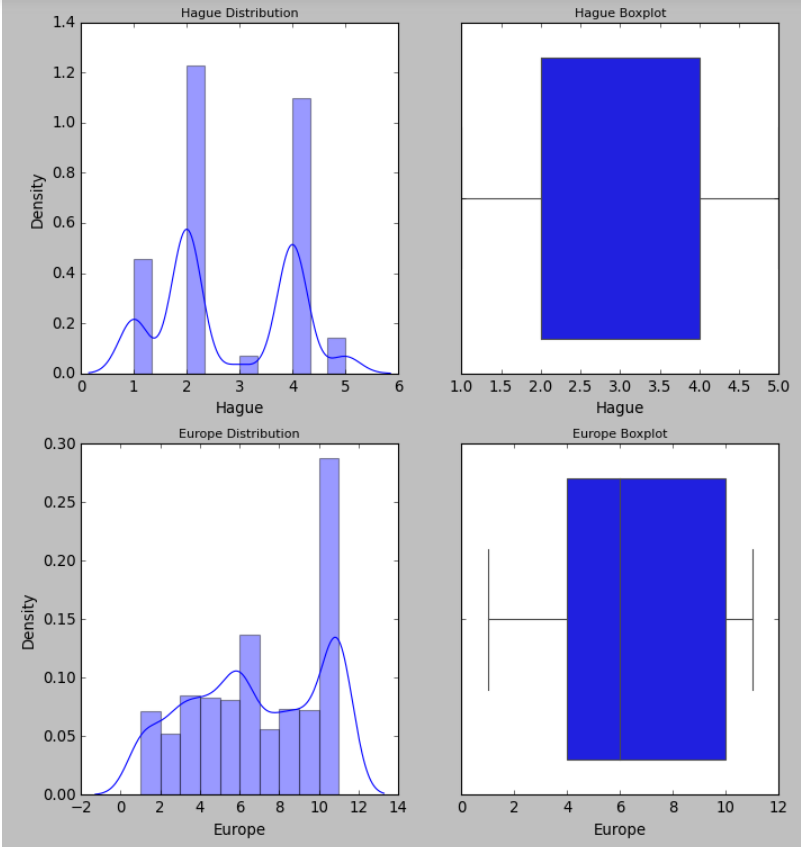 Hague Distribution
1.4
1.2
1.0
0.8
0.6
0.4
0.2
0.0
Density
0 1 2 3 4 5 6
Hague
Hague Boxplot
1.0 1.5 2.0 2.5 3.0 3.5 4.0 4.5 5.0
Hague
Europe Distribution
0.30
0.25
0.20
0.15
0.10
0.05
0.00
Density
−2 0 2 4 6 8 10 12 14
Europe
Europe Boxplot
0 2 4 6 8 10 12
Europe